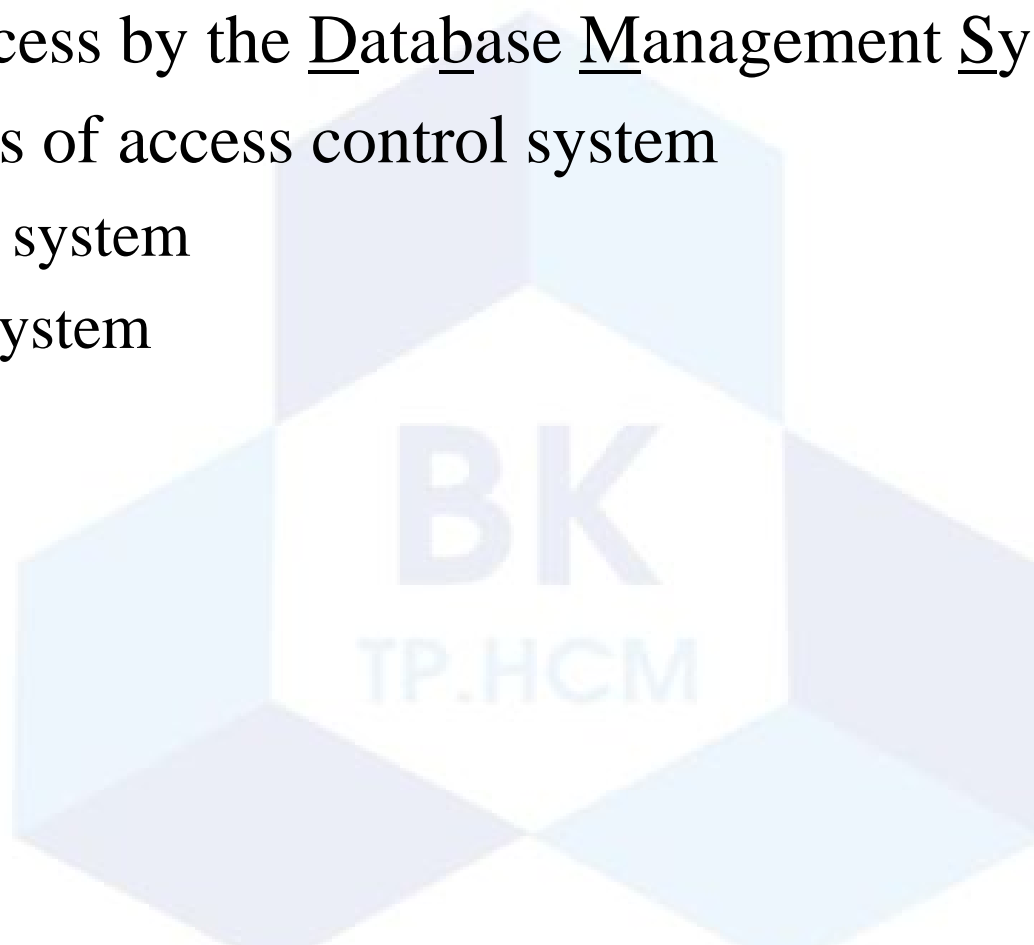 cess by the Database Management Sy
s of access control system
system
ystem
BK
TP.HCM